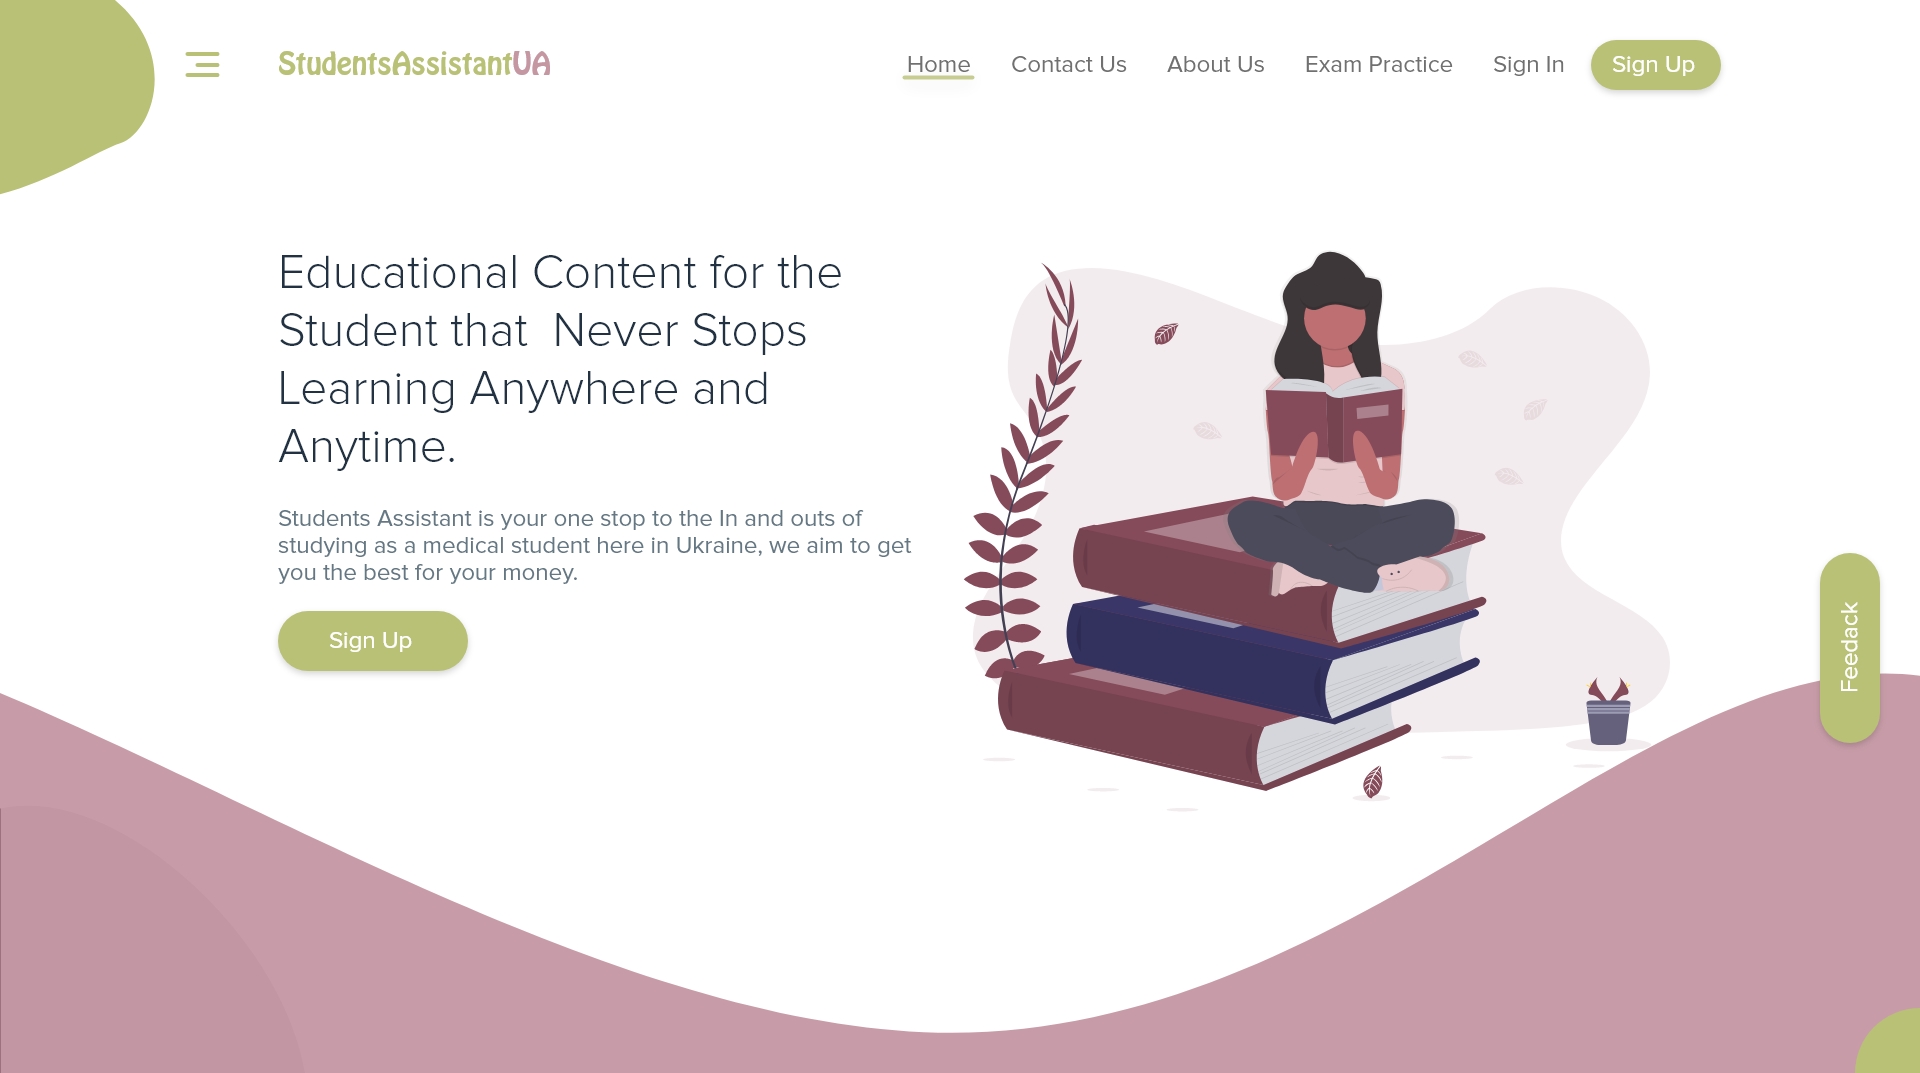 StudentsAssistantUA
Home
Contact Us
About Us
Exam Practice
Sign In
Sign Up
Educational Content for the
Student that  Never Stops
Learning Anywhere and
Anytime.
Students Assistant is your one stop to the In and outs of
studying as a medical student here in Ukraine, we aim to get
you the best for your money.
Sign Up
Feedack